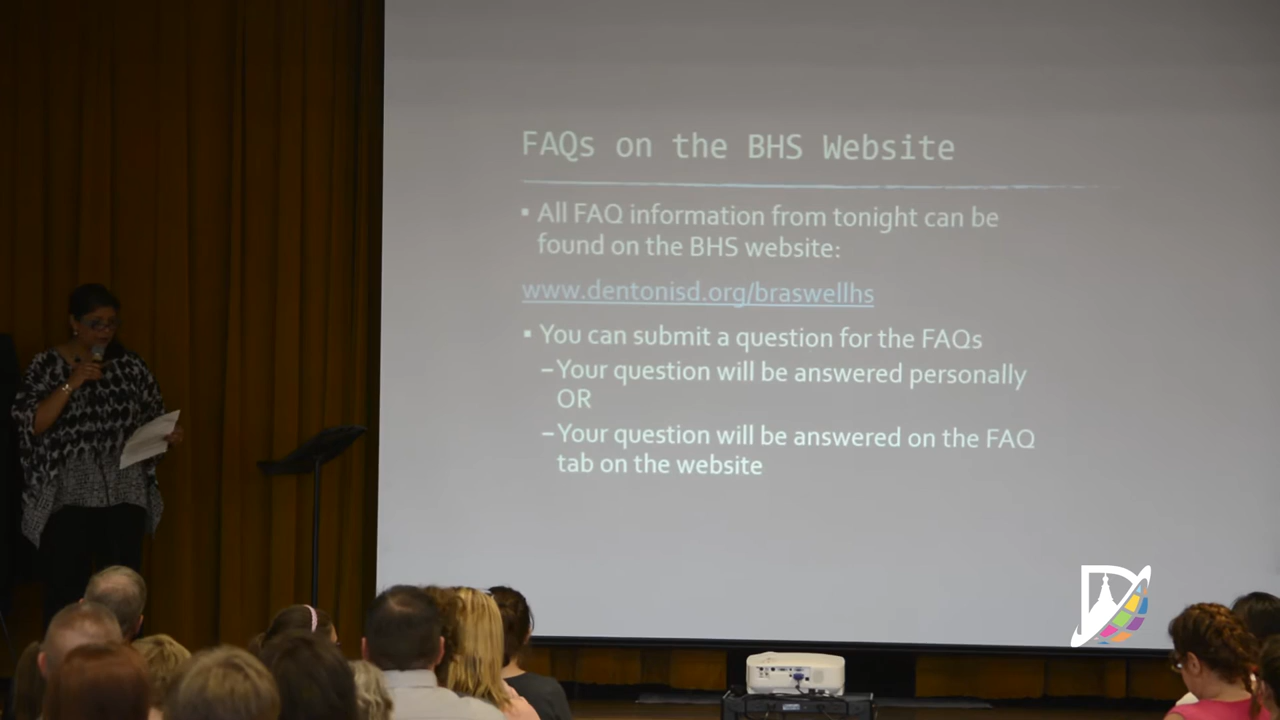 FAQs on the BHS Website
▪ All FAQ information from tonight can be
found on the BHS website:
www.dentonisd.org/braswellhs
▪ You can submit a question for the FAQs
–Your question will be answered personally
OR
–Your question will be answered on the FAQ
tab on the website